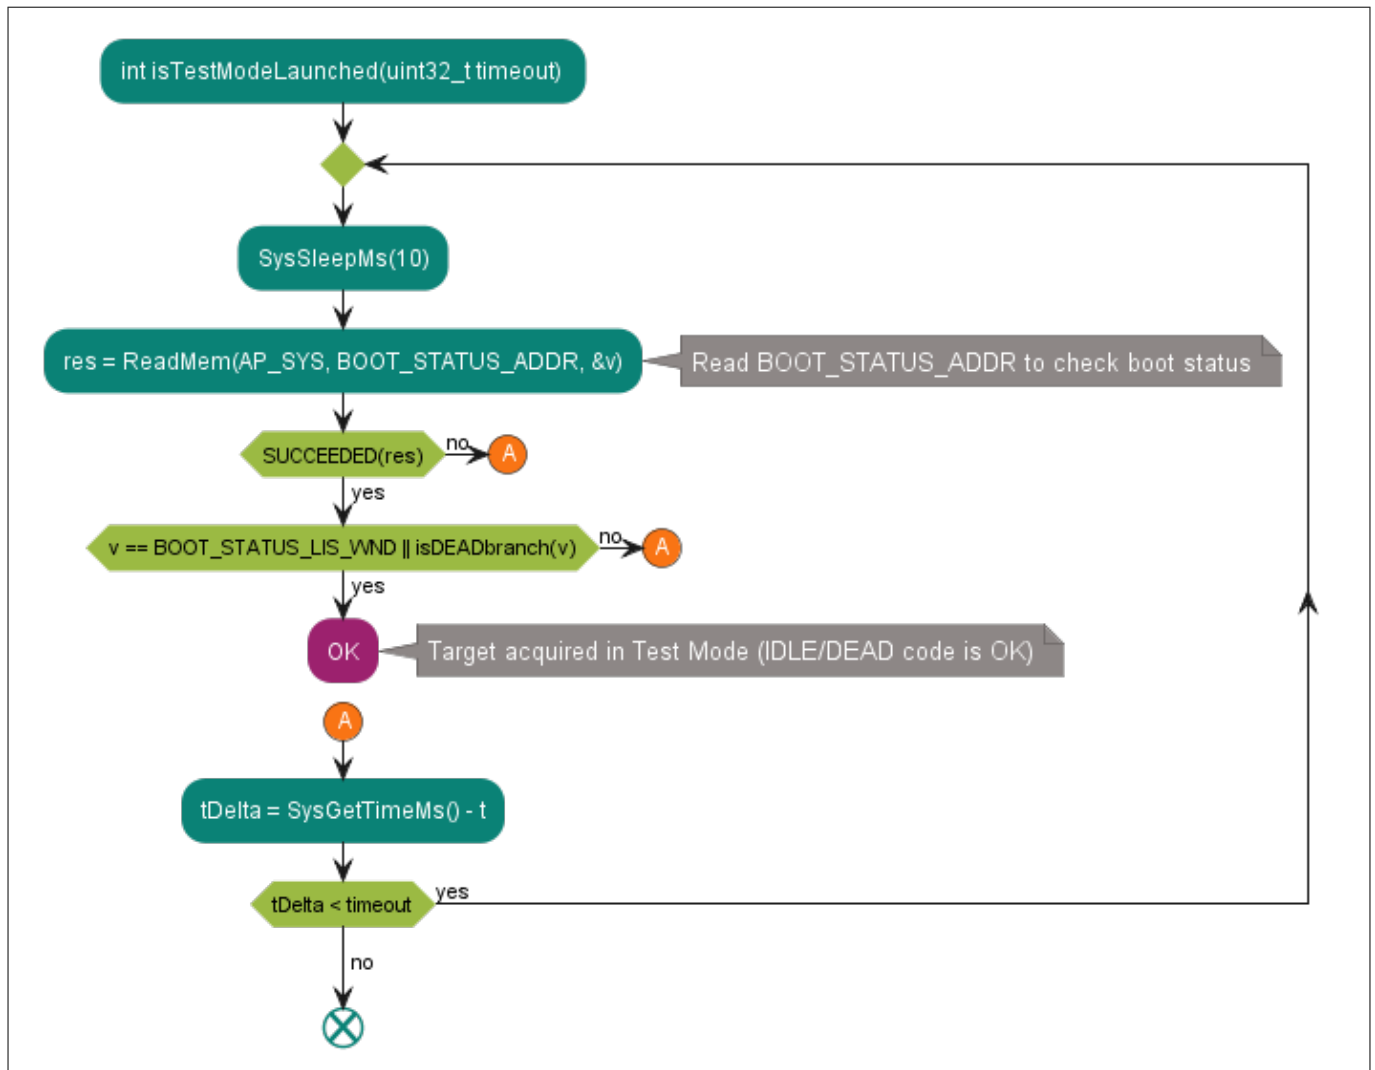 int isTestModeLaunched(uint32_t timeout)
SysSleepMs(10)
res = ReadMem(AP_SYS, BOOT_STATUS_ADDR, &v)
Read BOOT_STATUS_ADDR to check boot status
SUCCEEDED(res)
no
A
yes
v == BOOT_STATUS_LIS_WND || isDEADbranch(v)
no
A
yes
OK
Target acquired in Test Mode (IDLE/DEAD code is OK)
A
tDelta = SysGetTimeMs() - t
tDelta < timeout
yes
no